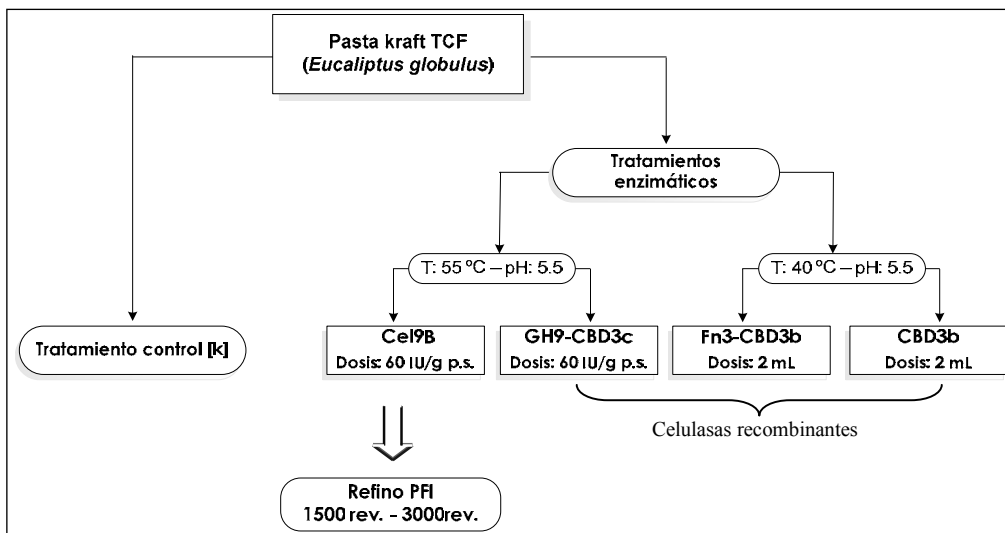 Pasta kraft TCF
(Eucaliptus globulus)
Tratamientos
enzimáticos
T: 55 ºC – pH: 5.5
T: 40 ºC – pH: 5.5
Tratamiento control [k]
Cel9B
Dosis: 60 IU/g p.s.
GH9-CBD3c
Dosis: 60 IU/g p.s.
Fn3-CBD3b
Dosis: 2 mL
CBD3b
Dosis: 2 mL
Celulasas recombinantes
Refino PFI
1500 rev. - 3000rev.